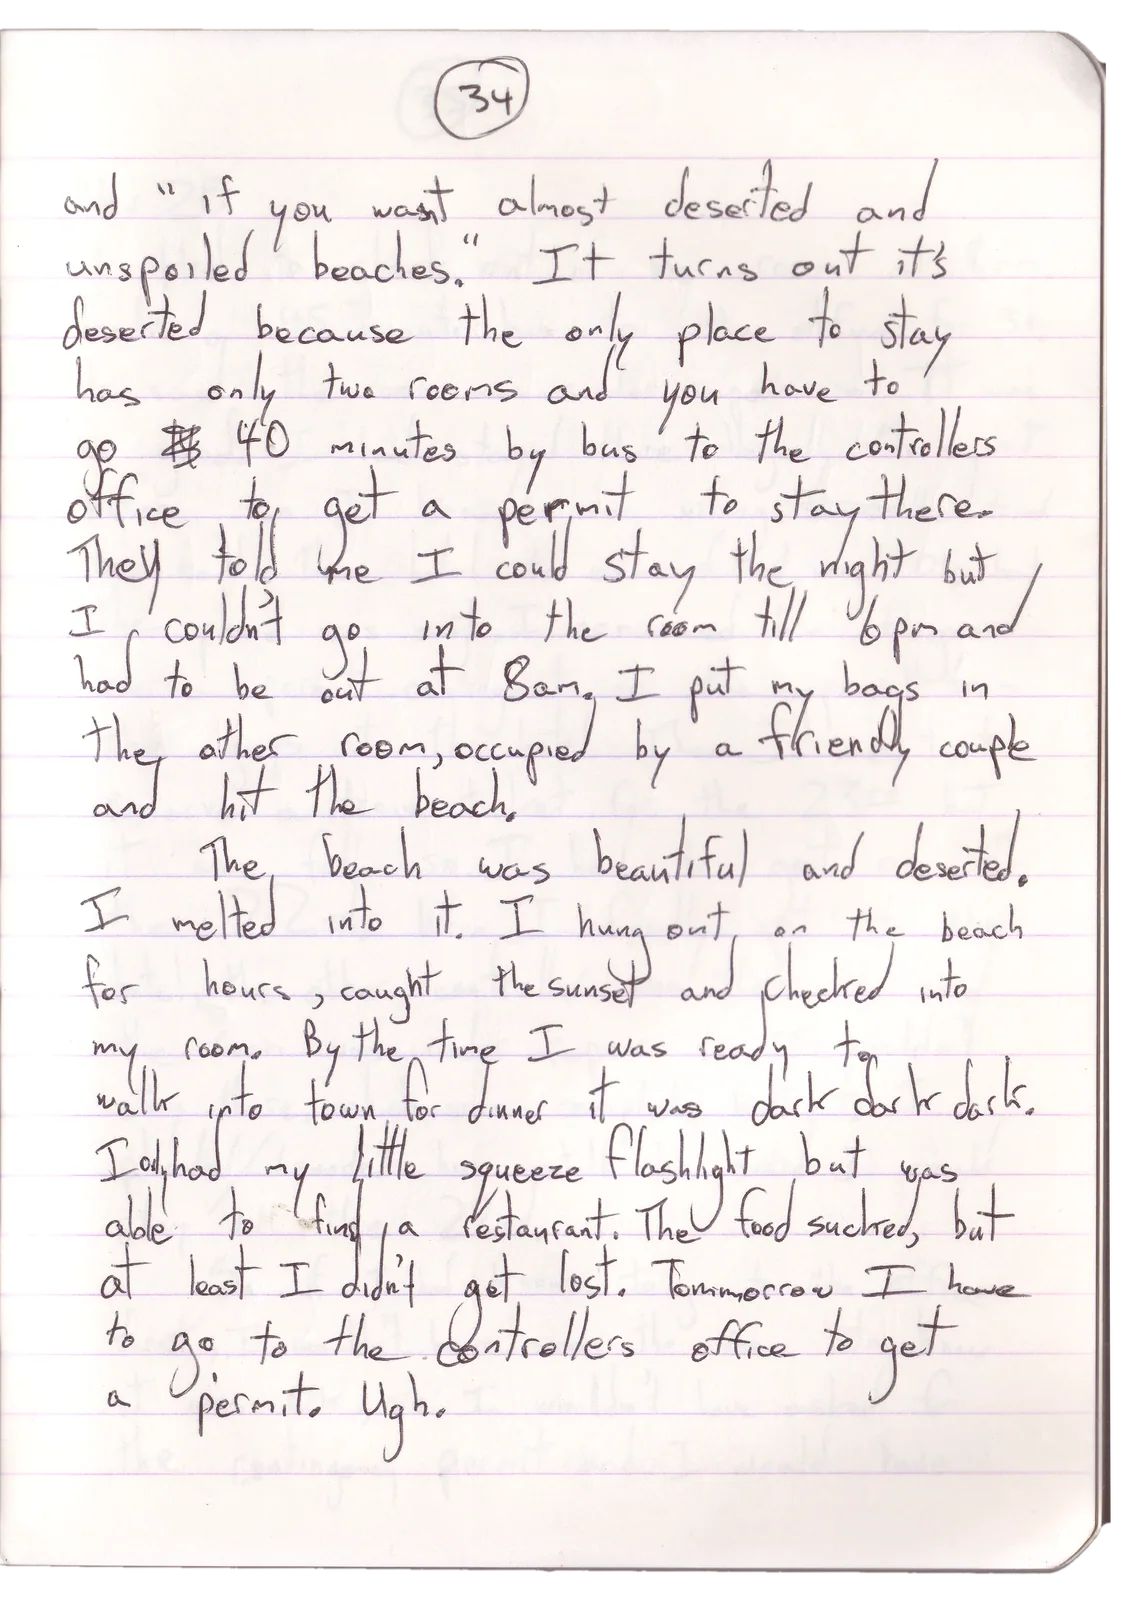 34
and "if you want almost deserted and
unspoiled beaches." It turns out it's
deserted because the only place to stay
has only two rooms and you have to
go 40 minutes by bus to the controllers
office to get a permit to stay there.
They told me I could stay the night but
I couldn't go into the room till 6pm and
had to be out at 8am. I put my bags in
the other room, occupied by a friendly couple
and hit the beach.
The beach was beautiful and deserted.
I melted into it. I hung out on the beach
for hours, caught the sunset and checked into
my room. By the time I was ready to
walk into town for dinner it was dark dark dark.
I only had my little squeeze flashlight but was
able to find a restaurant. The food sucked, but
at least I didn't get lost. Tommorrow I have
to go to the controllers office to get
a permit. Ugh.